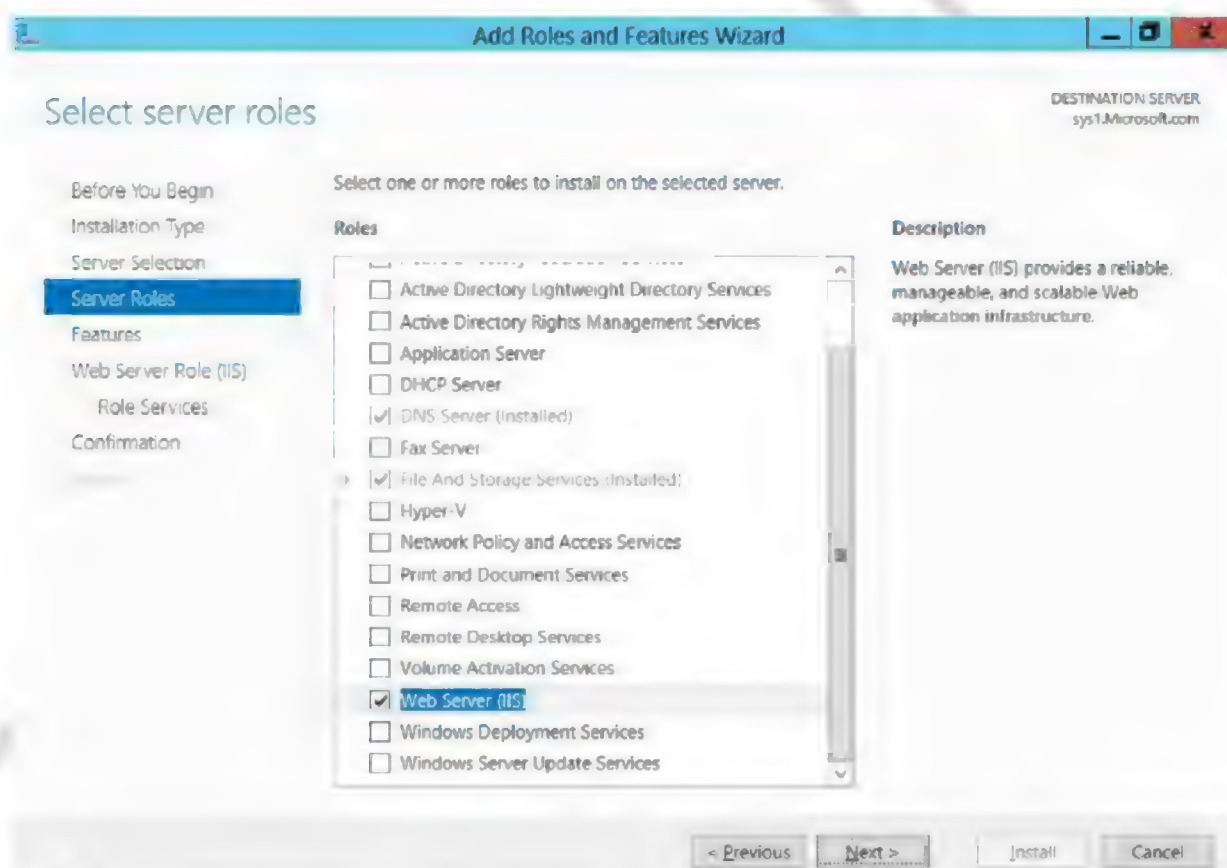 Add Roles and Features Wizard
Select server roles
DESTINATION SERVER
sys1.Microsoft.com
Before You Begin
Installation Type
Server Selection
Server Roles
Features
Web Server Role (IIS)
Role Services
Confirmation
Select one or more roles to install on the selected server.
Roles
Active Directory Lightweight Directory Services
Active Directory Rights Management Services
Application Server
DHCP Server
DNS Server (Installed)
Fax Server
File And Storage Services (Installed)
Hyper-V
Network Policy and Access Services
Print and Document Services
Remote Access
Remote Desktop Services
Volume Activation Services
Web Server (IIS)
Windows Deployment Services
Windows Server Update Services
Description
Web Server (IIS) provides a reliable,
manageable, and scalable Web
application infrastructure.
< Previous
Next >
Install
Cancel